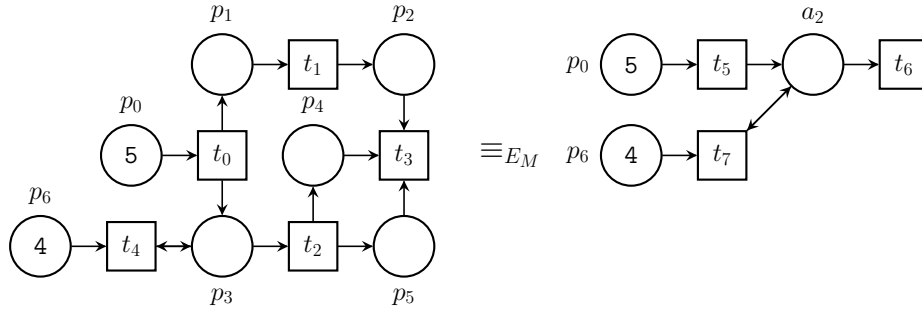 p₁ p₂ a₂
t₁ p₀ 5 t₅ t₆
p₀ p₄
5 t₀ t₃ ≡_{E_M} p₆ 4 t₇
p₆
4 t₄ t₂
p₃ p₅